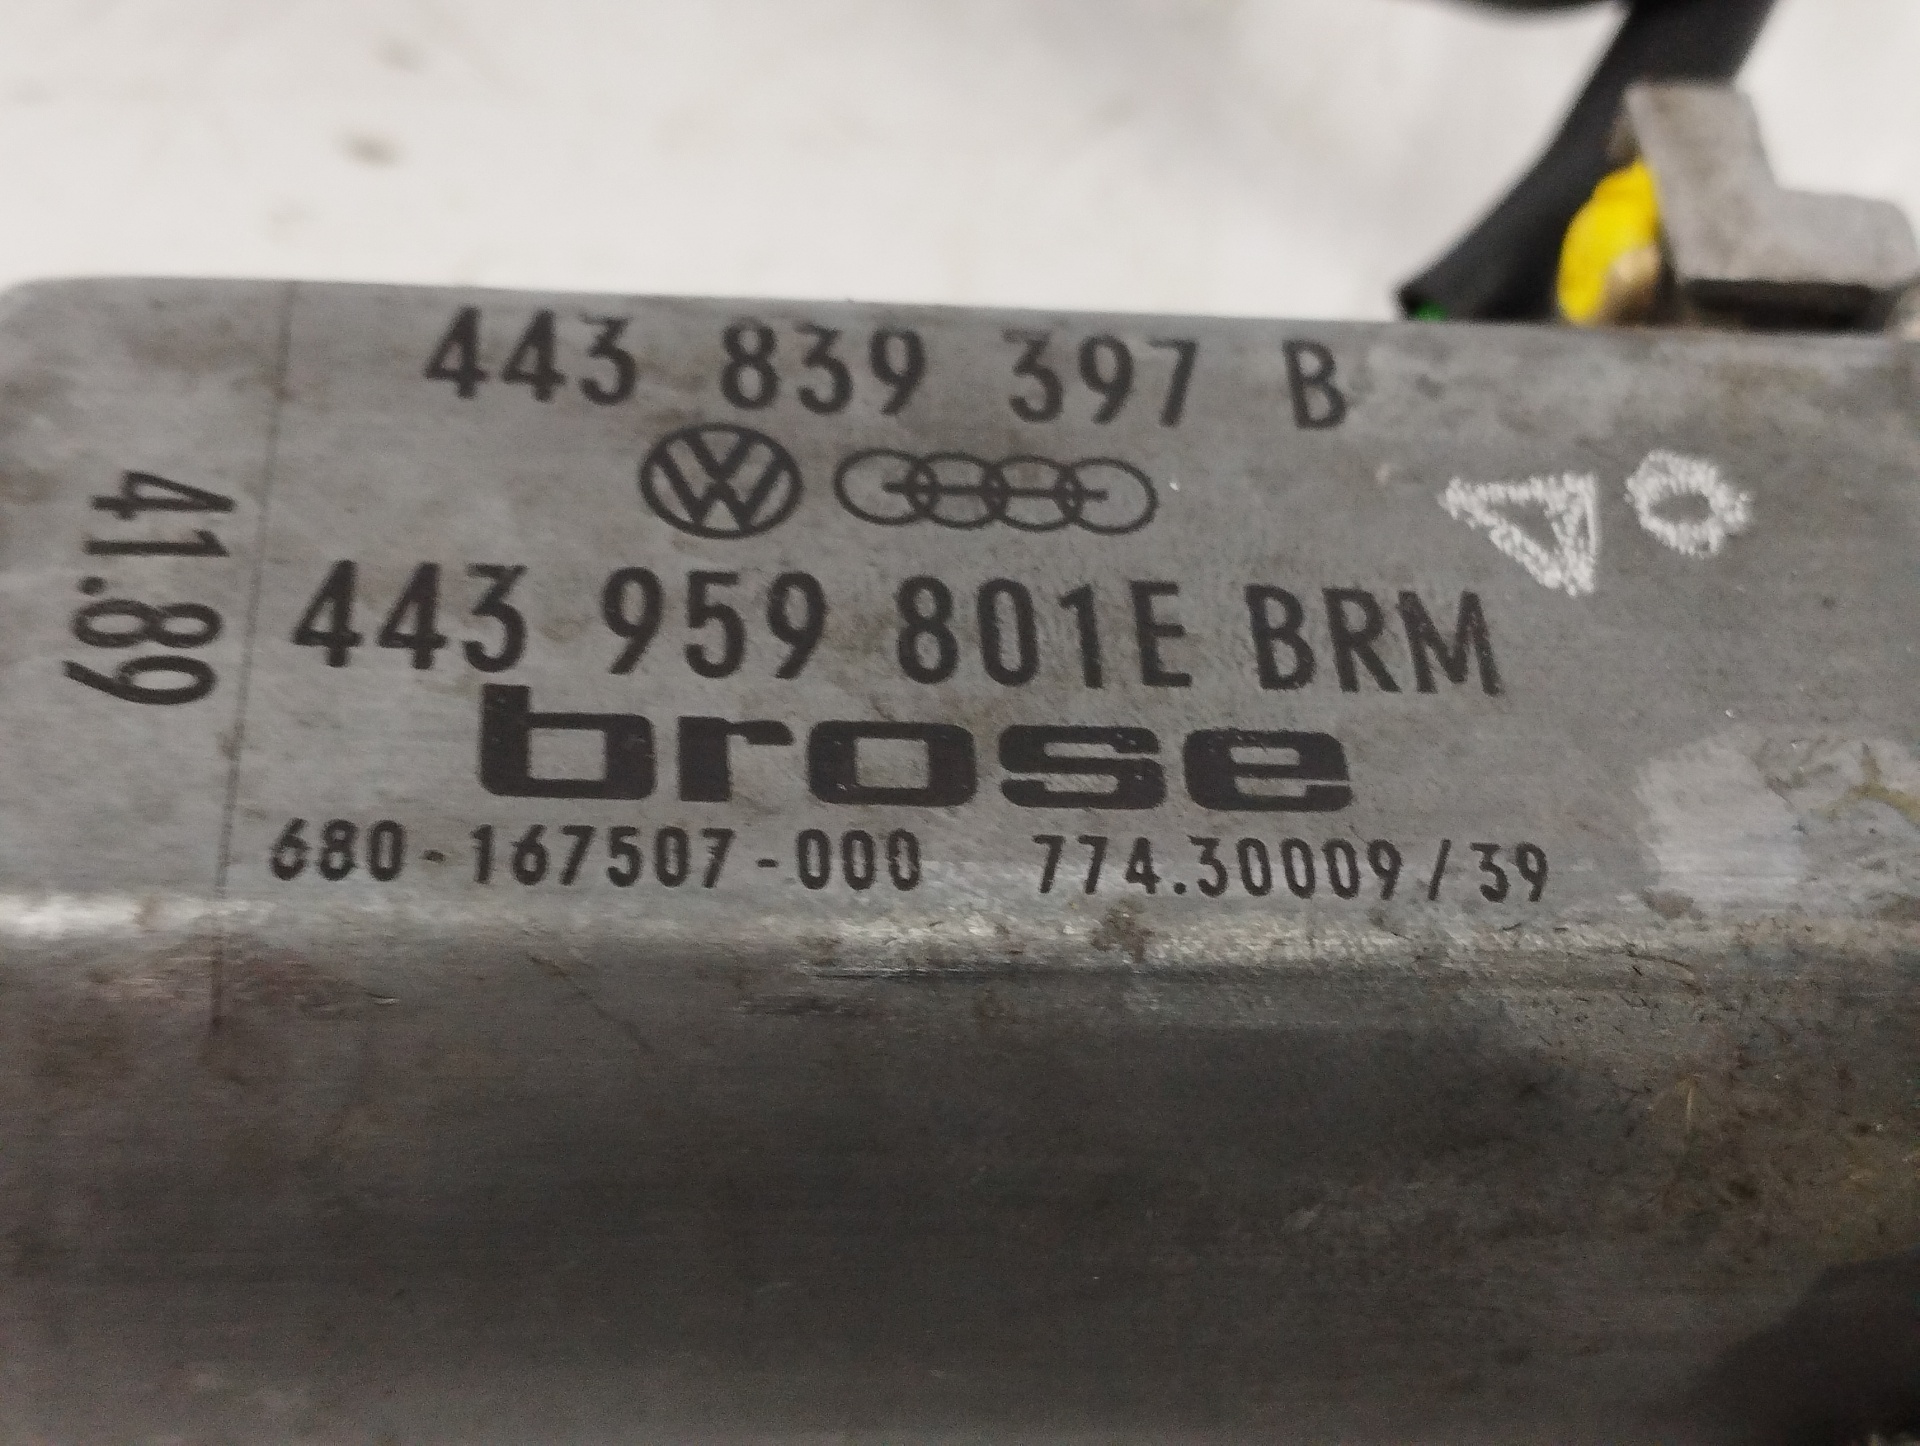 443 839 397 B
443 959 801E BRM
brose
680-167507-000 774.30009/39
41.89